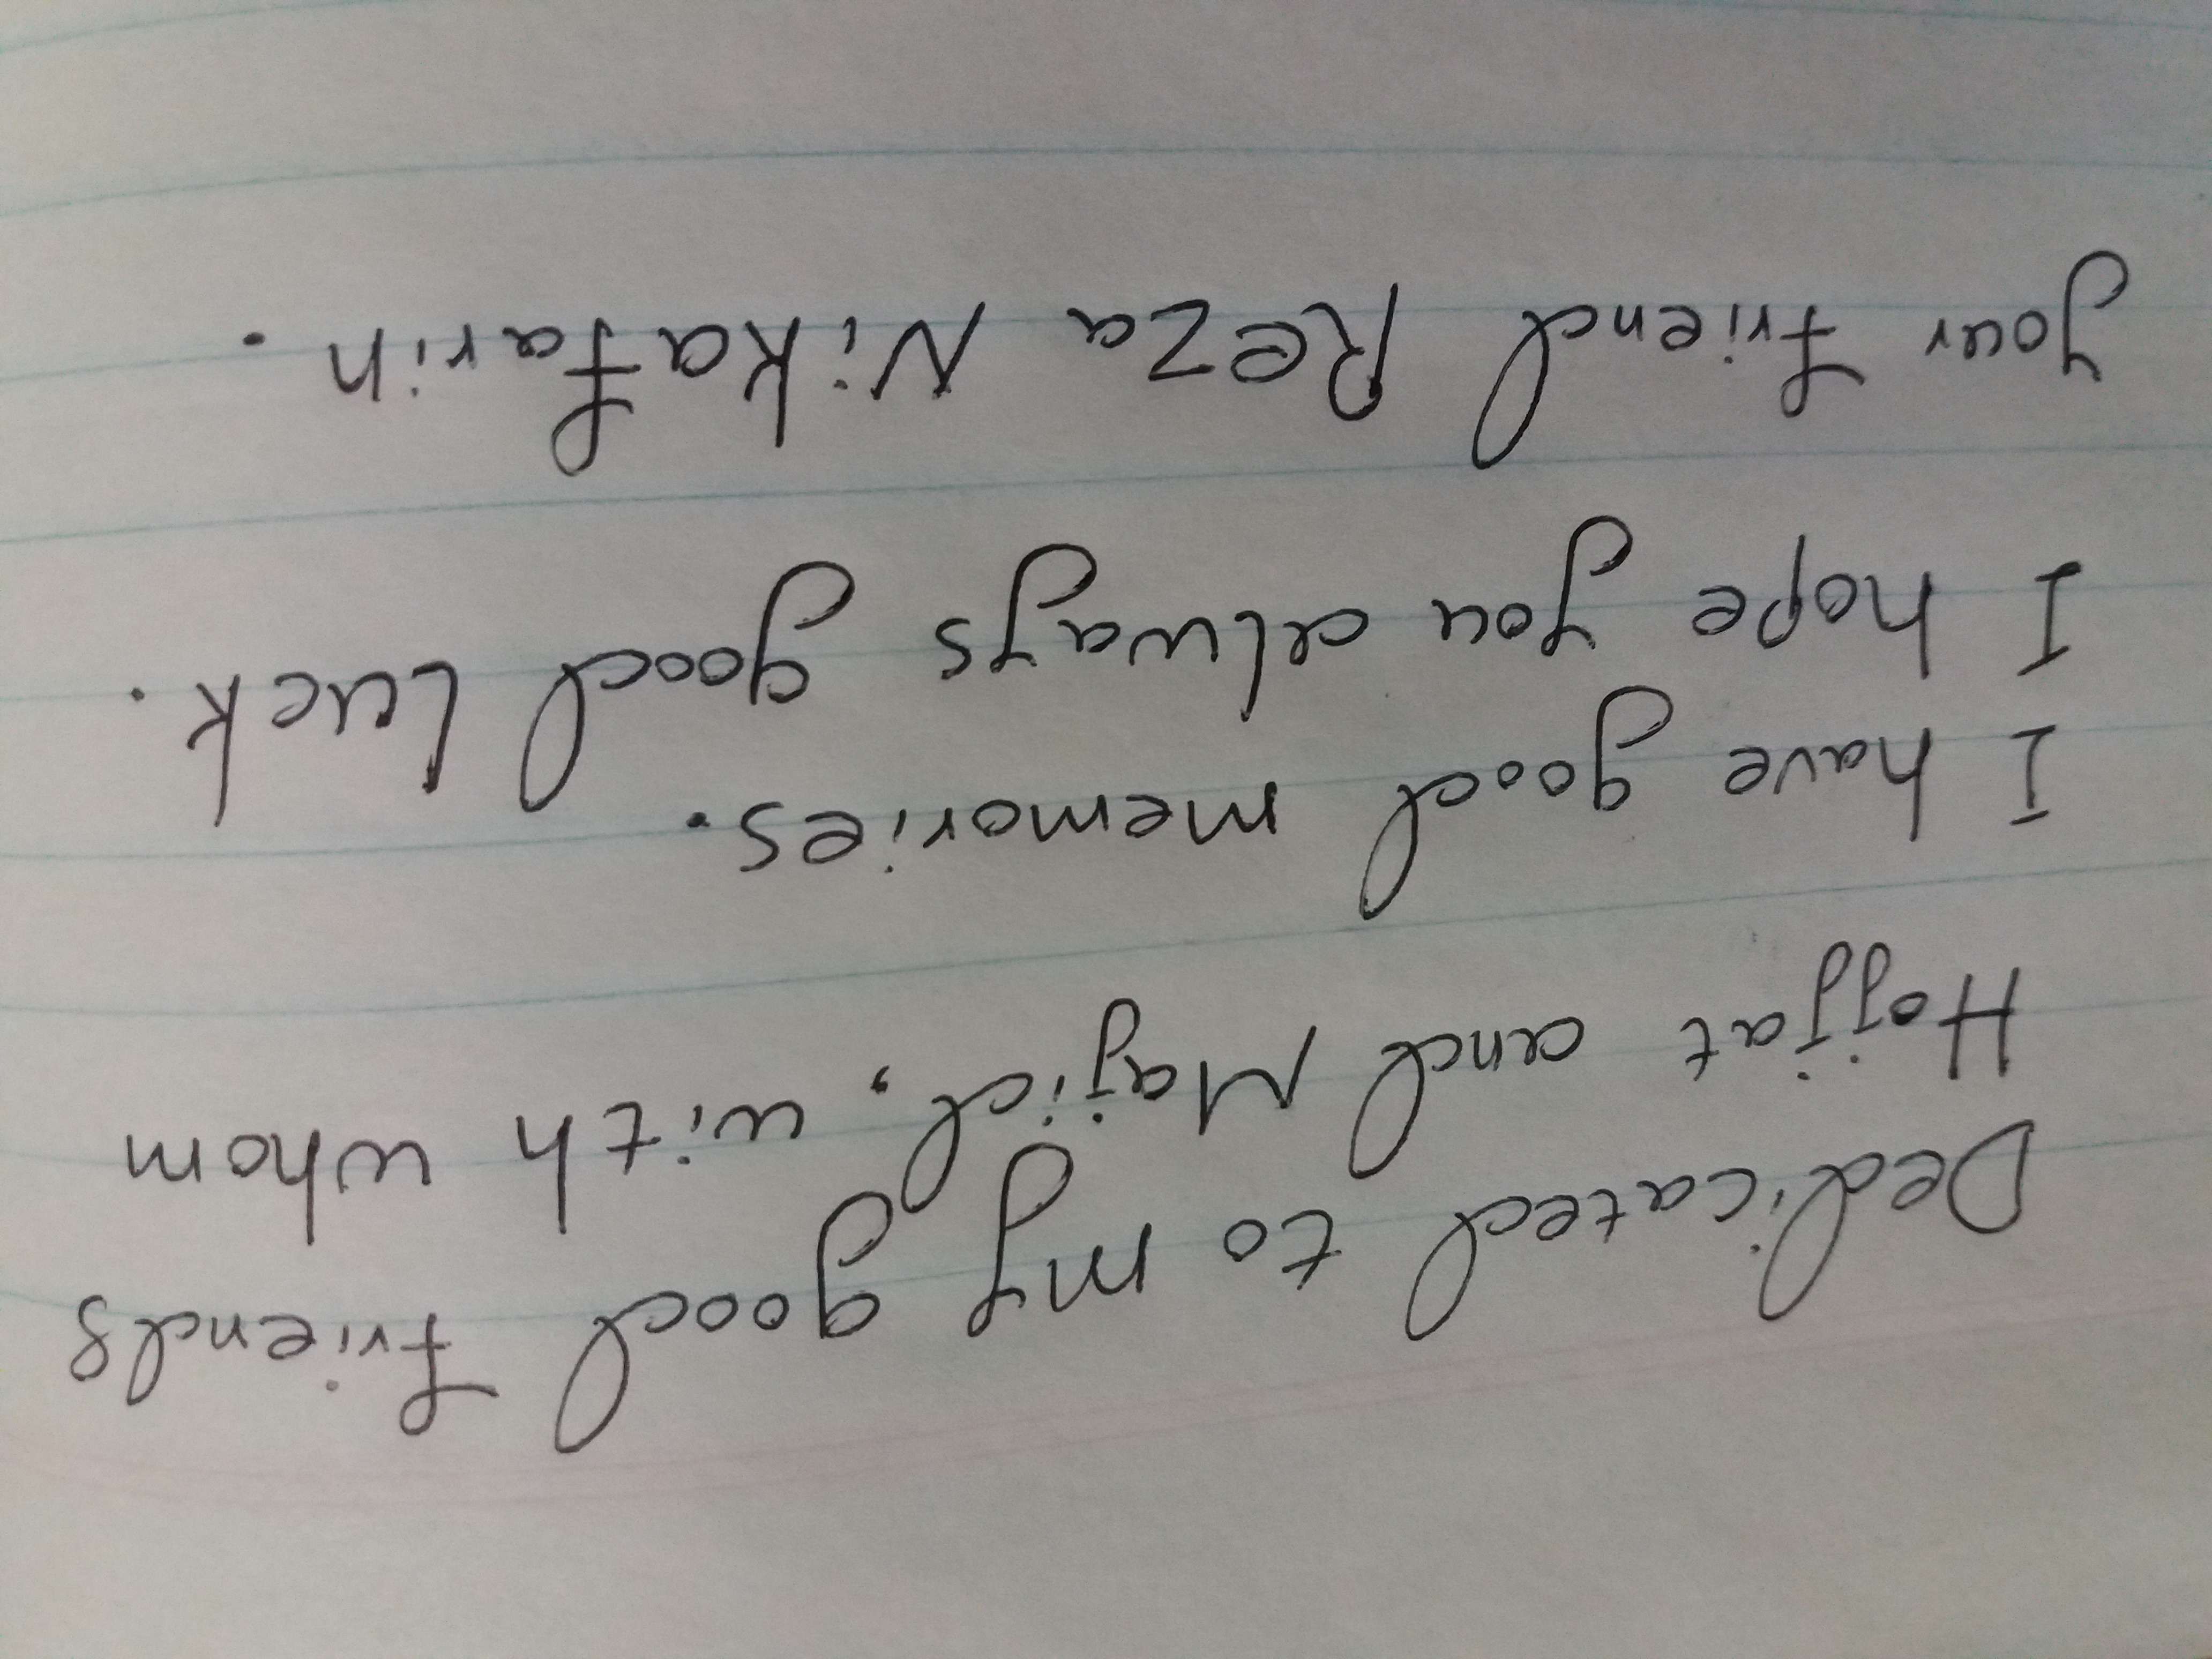 Dedicated to my good friends
Hojjat and Majid, with whom
I have good memories.
I hope you always good luck.
your friend Reza Nikafarin.